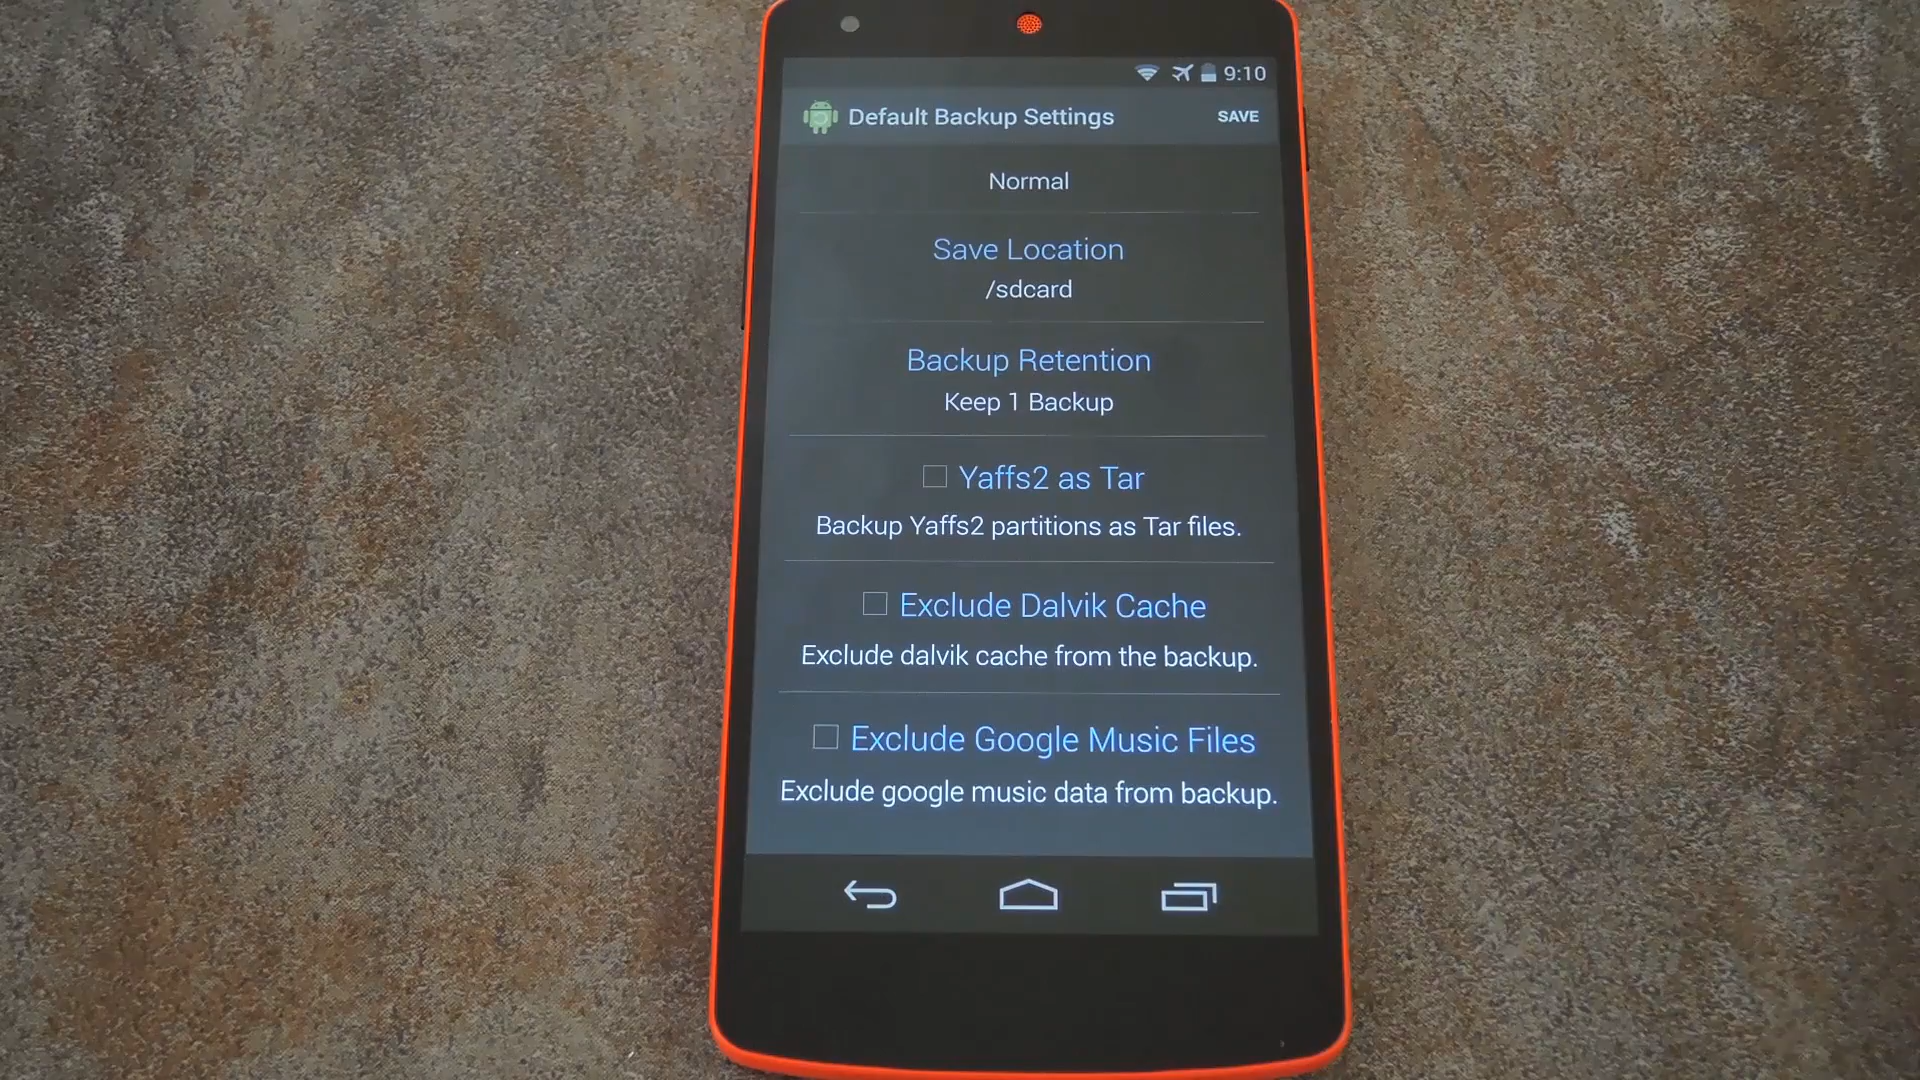 9:10
Default Backup Settings
SAVE
Normal
Save Location
/sdcard
Backup Retention
Keep 1 Backup
Yaffs2 as Tar
Backup Yaffs2 partitions as Tar files.
Exclude Dalvik Cache
Exclude dalvik cache from the backup.
Exclude Google Music Files
Exclude google music data from backup.